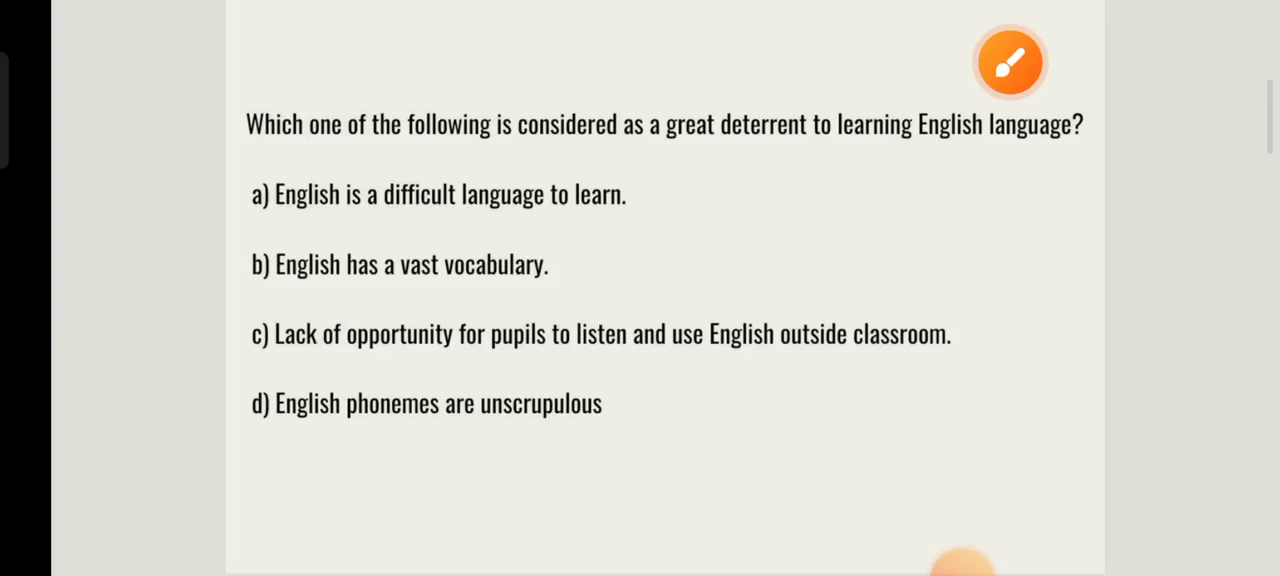 Which one of the following is considered as a great deterrent to learning English language?
a) English is a difficult language to learn.
b) English has a vast vocabulary.
c) Lack of opportunity for pupils to listen and use English outside classroom.
d) English phonemes are unscrupulous